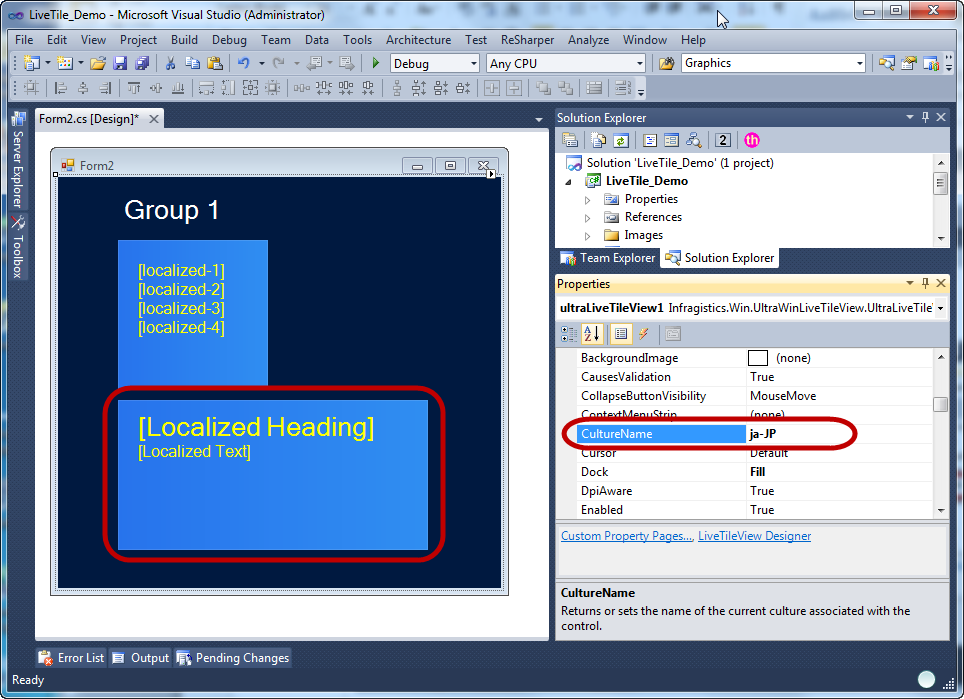 LiveTile_Demo - Microsoft Visual Studio (Administrator)
File Edit View Project Build Debug Team Data Tools Architecture Test ReSharper Analyze Window Help
Debug Any CPU Graphics
Server Explorer
Toolbox
Form2.cs [Design]*
Form2
Group 1
[localized-1]
[localized-2]
[localized-3]
[localized-4]
[Localized Heading]
[Localized Text]
Solution Explorer
2 th
Solution 'LiveTile_Demo' (1 project)
LiveTile_Demo
Properties
References
Images
Team Explorer Solution Explorer
Properties
ultraLiveTileView1 Infragistics.Win.UltraWinLiveTileView.UltraLiveTile
BackgroundImage (none)
CausesValidation True
CollapseButtonVisibility MouseMove
ContextMenuStrip (none)
CultureName ja-JP
Cursor Default
Dock Fill
DpiAware True
Enabled True
Custom Property Pages..., LiveTileView Designer
CultureName
Returns or sets the name of the current culture associated with the
control.
Error List Output Pending Changes
Ready